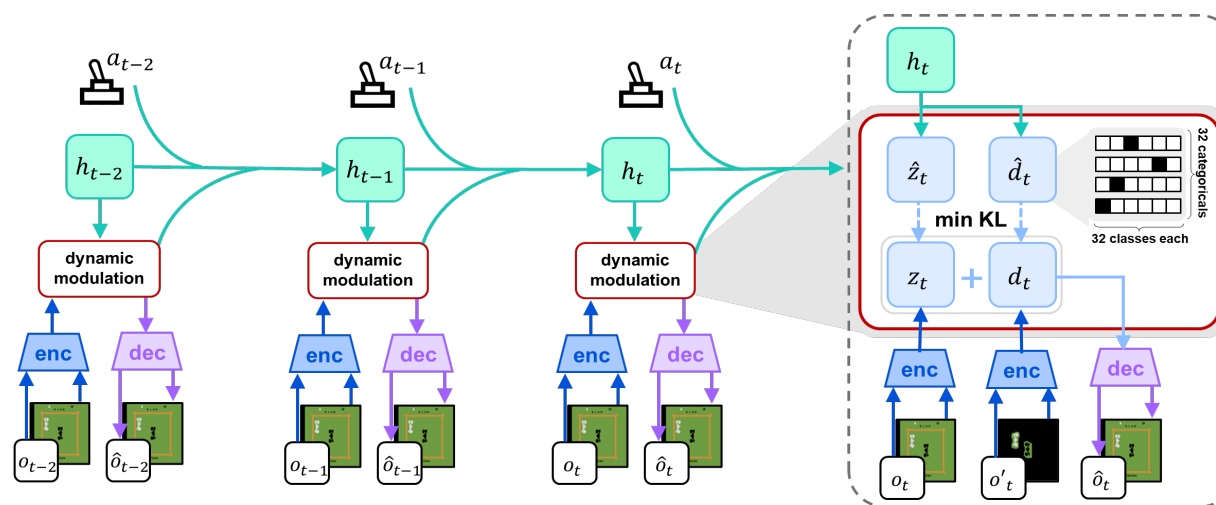 a_{t−2}
a_{t−1}
a_t
h_t
h_{t−2}
h_{t−1}
h_t
ẑ_t
d̂_t
32 categoricals
min KL
32 classes each
dynamic
modulation
dynamic
modulation
dynamic
modulation
z_t
+
d_t
enc
dec
enc
dec
enc
dec
enc
enc
dec
o_{t−2}
ô_{t−2}
o_{t−1}
ô_{t−1}
o_t
ô_t
o_t
o'_t
ô_t